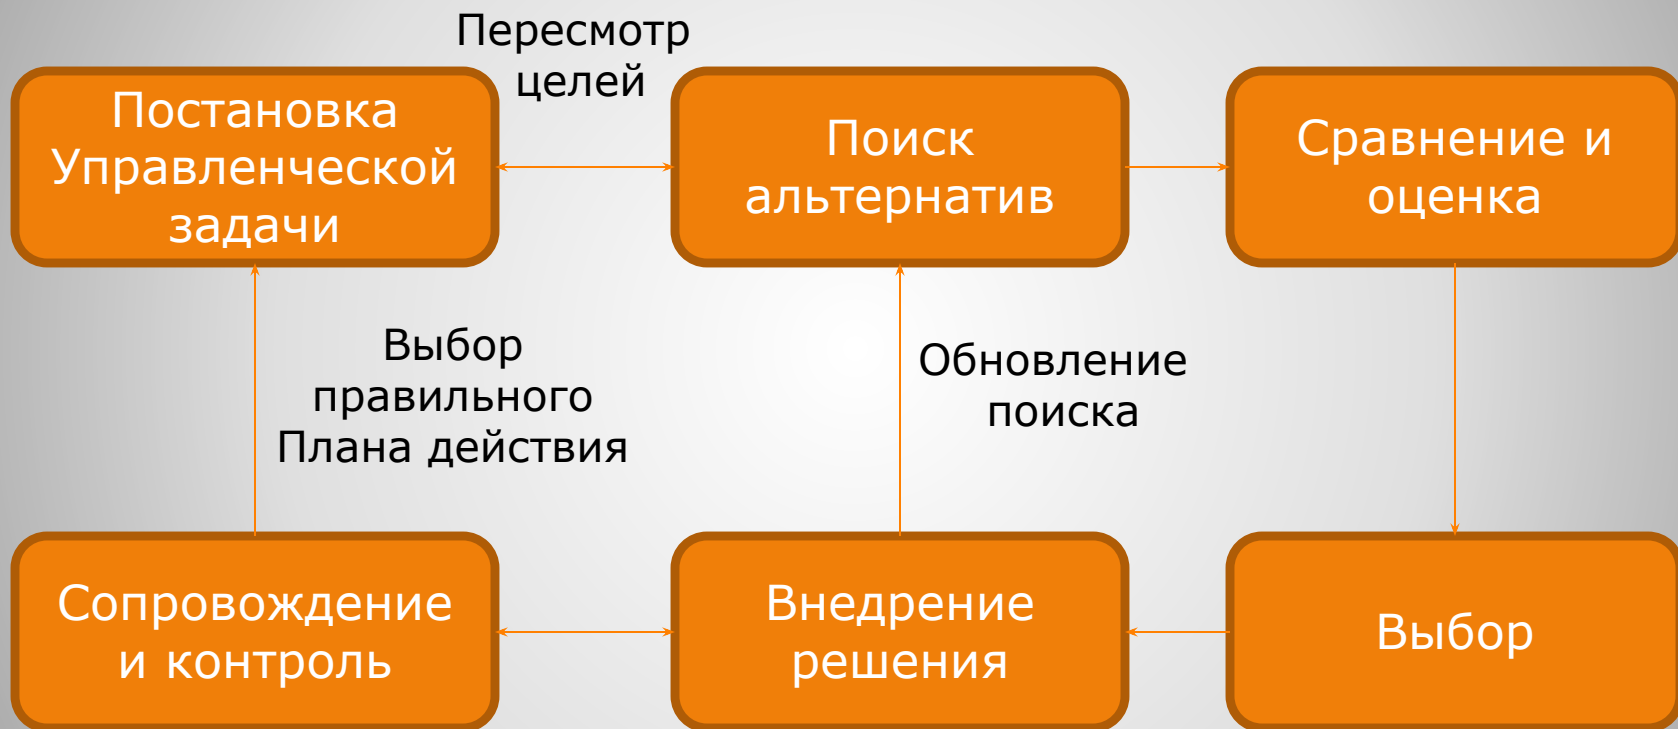 Пересмотр
целей
Постановка
Управленческой
задачи
Поиск
альтернатив
Сравнение и
оценка
Выбор
правильного
Плана действия
Обновление
поиска
Сопровождение
и контроль
Внедрение
решения
Выбор